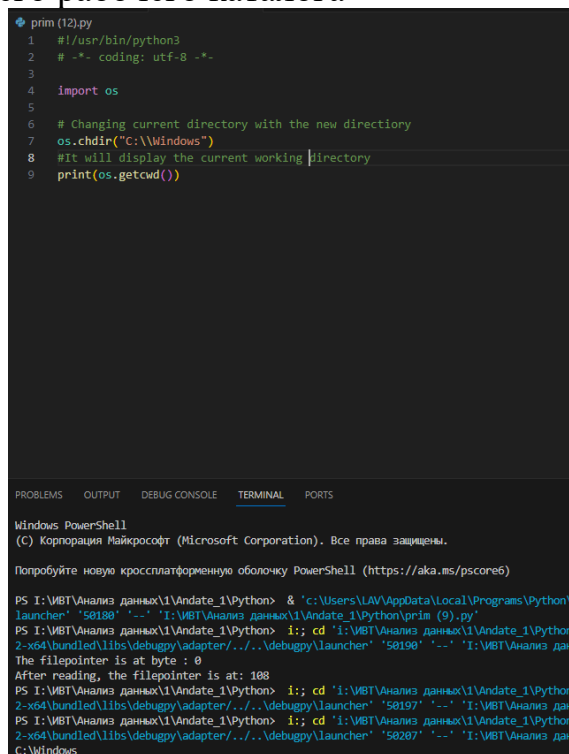 prim (12).py
1 #!/usr/bin/python3
2 # -*- coding: utf-8 -*-
3
4 import os
5
6 # Changing current directory with the new directiory
7 os.chdir("C:\\Windows")
8 #It will display the current working directory
9 print(os.getcwd())
PROBLEMS OUTPUT DEBUG CONSOLE TERMINAL PORTS
Windows PowerShell
(C) Корпорация Майкрософт (Microsoft Corporation). Все права защищены.
Попробуйте новую кроссплатформенную оболочку PowerShell (https://aka.ms/pscore6)
PS I:\ИВТ\Анализ данных\1\Andate_1\Python> & 'c:\Users\LAV\AppData\Local\Programs\Python\
launcher' '50180' '--' 'I:\ИВТ\Анализ данных\1\Andate_1\Python\prim (9).py'
PS I:\ИВТ\Анализ данных\1\Andate_1\Python> i:; cd 'i:\ИВТ\Анализ данных\1\Andate_1\Python
2-x64\bundled\libs\debugpy\adapter/../..\debugpy\launcher' '50190' '--' 'I:\ИВТ\Анализ дан
The filepointer is at byte : 0
After reading, the filepointer is at: 108
PS I:\ИВТ\Анализ данных\1\Andate_1\Python> i:; cd 'i:\ИВТ\Анализ данных\1\Andate_1\Python
2-x64\bundled\libs\debugpy\adapter/../..\debugpy\launcher' '50197' '--' 'I:\ИВТ\Анализ дан
PS I:\ИВТ\Анализ данных\1\Andate_1\Python> i:; cd 'i:\ИВТ\Анализ данных\1\Andate_1\Python
2-x64\bundled\libs\debugpy\adapter/../..\debugpy\launcher' '50207' '--' 'I:\ИВТ\Анализ дан
C:\Windows